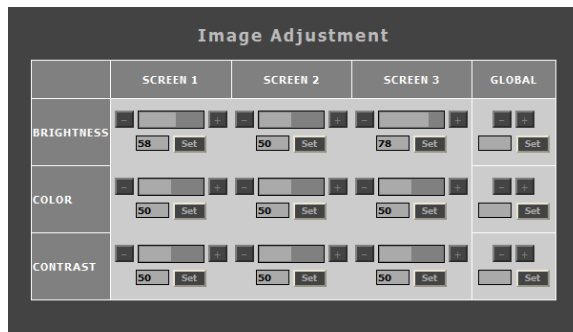 Image Adjustment
SCREEN 1 SCREEN 2 SCREEN 3 GLOBAL
BRIGHTNESS - + - + - + - +
58 Set 50 Set 78 Set Set
COLOR - + - + - + - +
50 Set 50 Set 50 Set Set
CONTRAST - + - + - + - +
50 Set 50 Set 50 Set Set